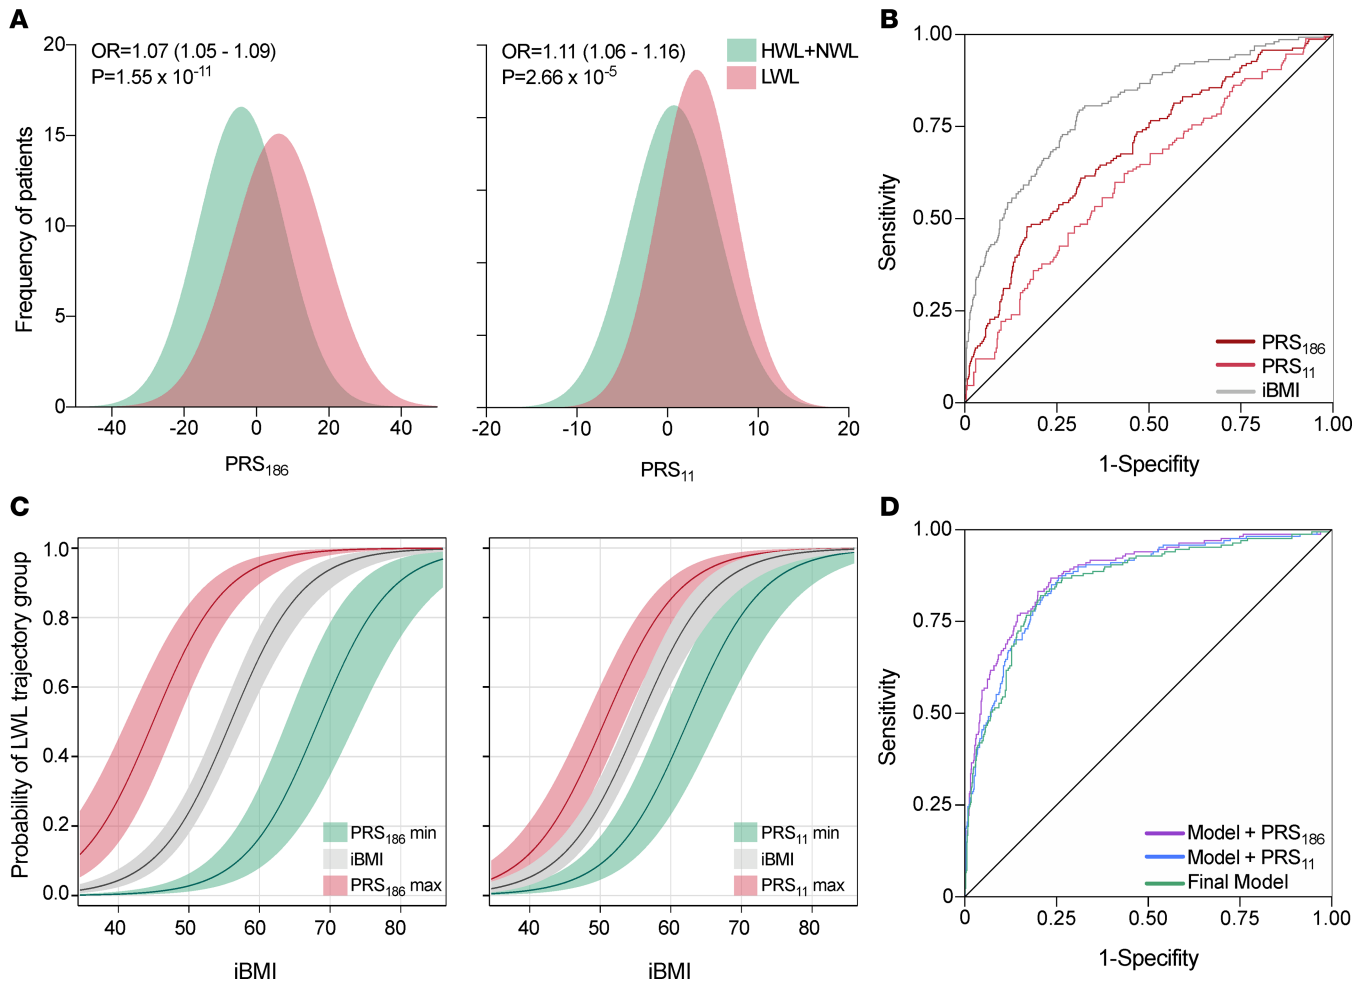 A
OR=1.07 (1.05 - 1.09)
P=1.55 x 10-11
Frequency of patients
20
15
10
5
0
-40 -20 0 20 40
PRS186
OR=1.11 (1.06 - 1.16)
P=2.66 x 10-5
HWL+NWL
LWL
-20 -10 0 10 20
PRS11
B
Sensitivity
1.00
0.75
0.50
0.25
0
PRS186
PRS11
iBMI
0 0.25 0.50 0.75 1.00
1-Specifity
C
Probability of LWL trajectory group
1.0
0.8
0.6
0.4
0.2
0.0
PRS186 min
iBMI
PRS186 max
40 50 60 70 80
iBMI
PRS11 min
iBMI
PRS11 max
40 50 60 70 80
iBMI
D
Sensitivity
1.00
0.75
0.50
0.25
0
Model + PRS186
Model + PRS11
Final Model
0 0.25 0.50 0.75 1.00
1-Specifity